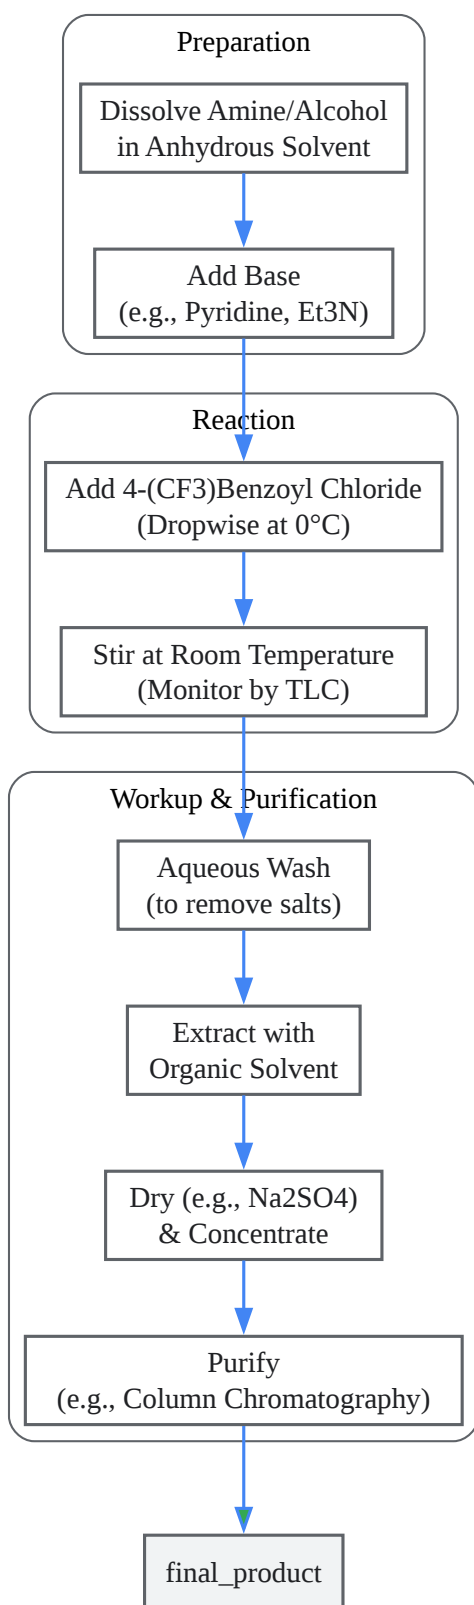 Preparation
Dissolve Amine/Alcohol
in Anhydrous Solvent
Add Base
(e.g., Pyridine, Et3N)
Reaction
Add 4-(CF3)Benzoyl Chloride
(Dropwise at 0°C)
Stir at Room Temperature
(Monitor by TLC)
Workup & Purification
Aqueous Wash
(to remove salts)
Extract with
Organic Solvent
Dry (e.g., Na2SO4)
& Concentrate
Purify
(e.g., Column Chromatography)
final_product